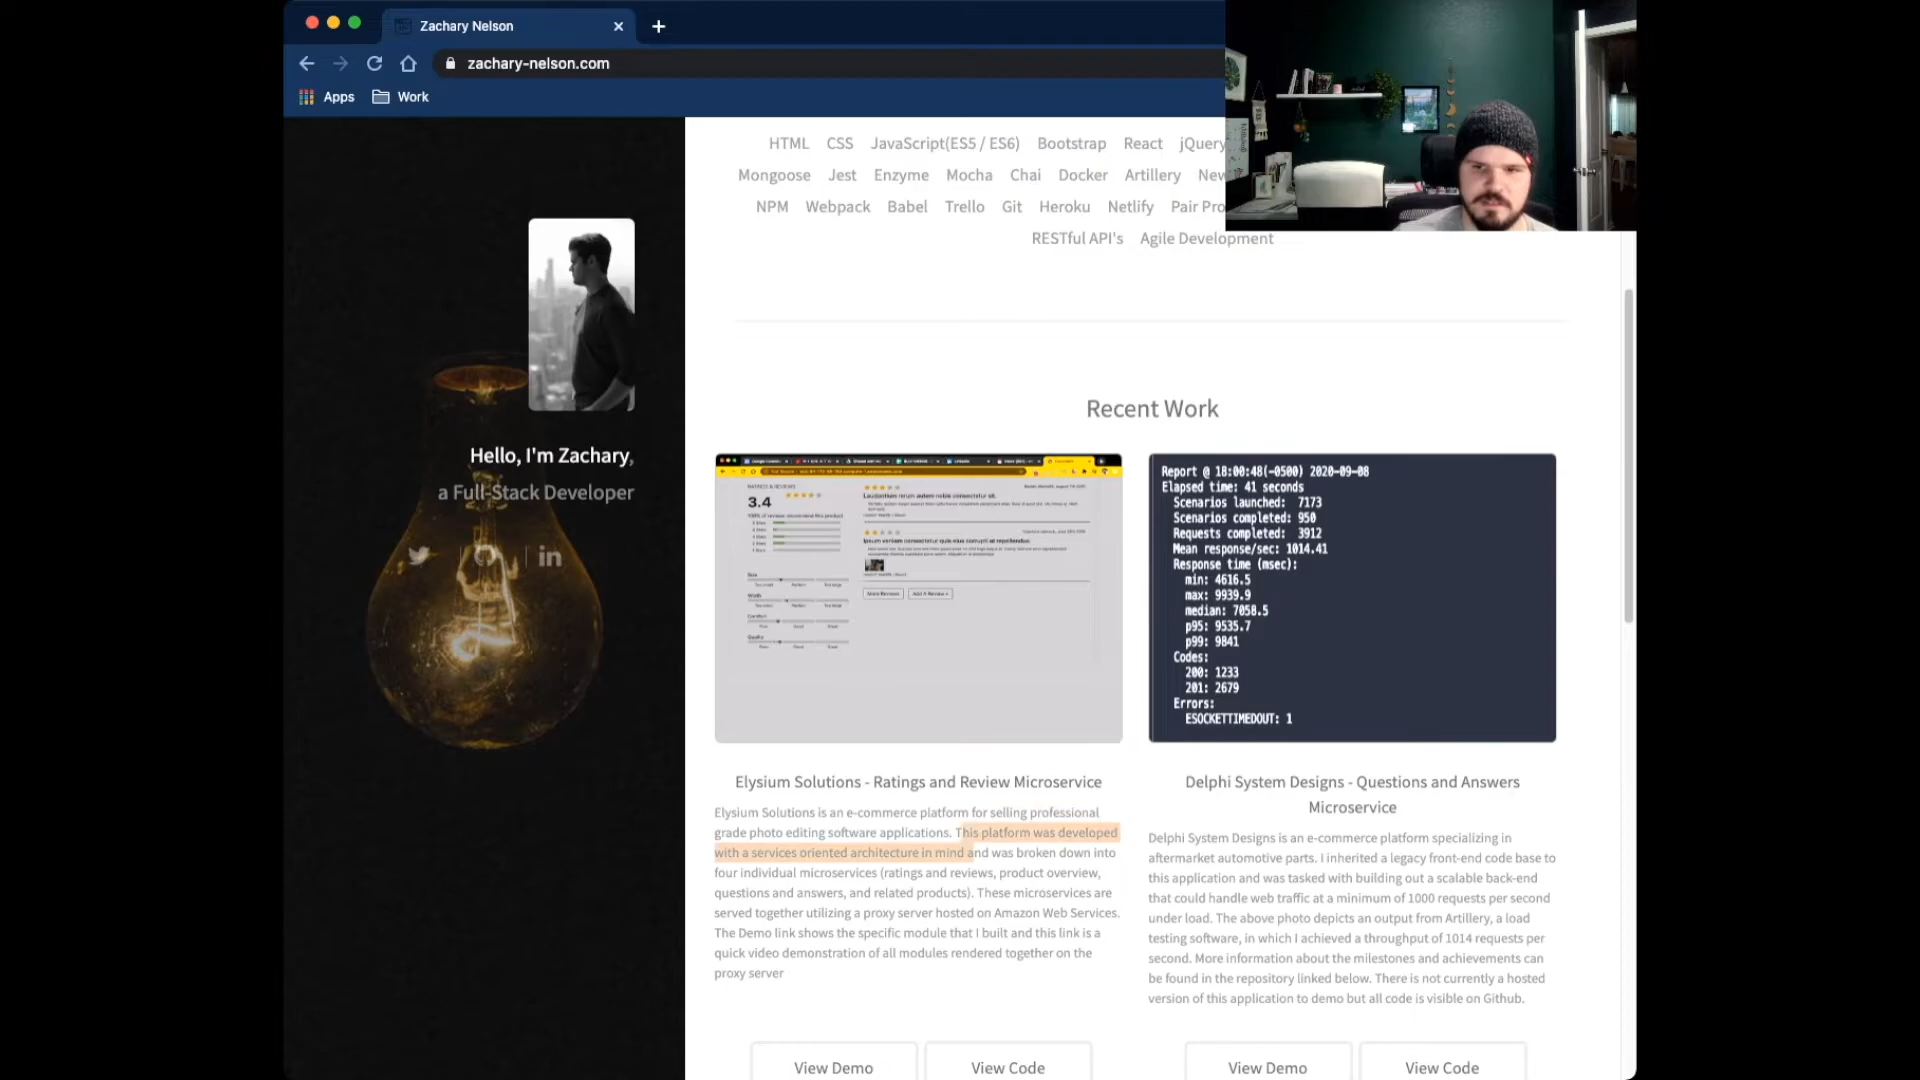 Zachary Nelson
zachary-nelson.com
Apps
Work
HTML CSS JavaScript(ES5 / ES6) Bootstrap React jQuery
Mongoose Jest Enzyme Mocha Chai Docker Artillery
NPM Webpack Babel Trello Git Heroku Netlify Pair
RESTful API's Agile Development
Hello, I'm Zachary,
a Full-Stack Developer
Recent Work
RATINGS & REVIEWS
3.4
More Reviews
Add A Review +
Report @ 18:00:48(-0500) 2020-09-08
Elapsed time: 41 seconds
Scenarios launched: 7173
Scenarios completed: 950
Requests completed: 3912
Mean response/sec: 1014.41
Response time (msec):
min: 4616.5
max: 9939.9
median: 7058.5
p95: 9535.7
p99: 9841
Codes:
200: 1233
201: 2679
Errors:
ESOCKETTIMEDOUT: 1
Elysium Solutions - Ratings and Review Microservice
Elysium Solutions is an e-commerce platform for selling professional
grade photo editing software applications. This platform was developed
with a services oriented architecture in mind and was broken down into
four individual microservices (ratings and reviews, product overview,
questions and answers, and related products). These microservices are
served together utilizing a proxy server hosted on Amazon Web Services.
The Demo link shows the specific module that I built and this link is a
quick video demonstration of all modules rendered together on the
proxy server
View Demo
View Code
Delphi System Designs - Questions and Answers
Microservice
Delphi System Designs is an e-commerce platform specializing in
aftermarket automotive parts. I inherited a legacy front-end code base to
this application and was tasked with building out a scalable back-end
that could handle web traffic at a minimum of 1000 requests per second
under load. The above photo depicts an output from Artillery, a load
testing software, in which I achieved a throughput of 1014 requests per
second. More information about the milestones and achievements can
be found in the repository linked below. There is not currently a hosted
version of this application to demo but all code is visible on Github.
View Demo
View Code